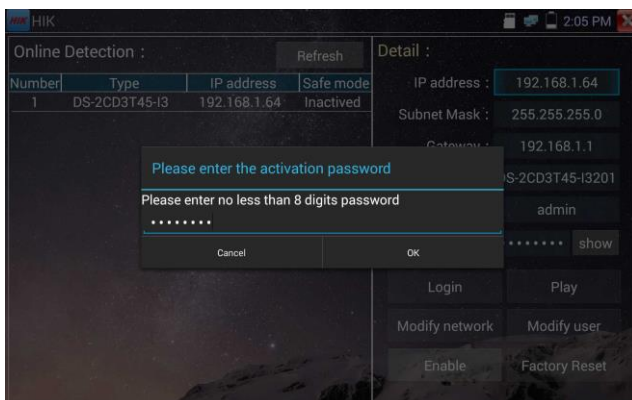 HIK HIK 2:05 PM
Online Detection : Refresh
Number Type IP address Safe mode
1 DS-2CD3T45-I3 192.168.1.64 Inactived
Detail :
IP address : 192.168.1.64
Subnet Mask : 255.255.255.0
Gateway : 192.168.1.1
S-2CD3T45-I3201
admin
•••••••• show
Login Play
Modify network Modify user
Enable Factory Reset
Please enter the activation password
Please enter no less than 8 digits password
••••••••
Cancel OK